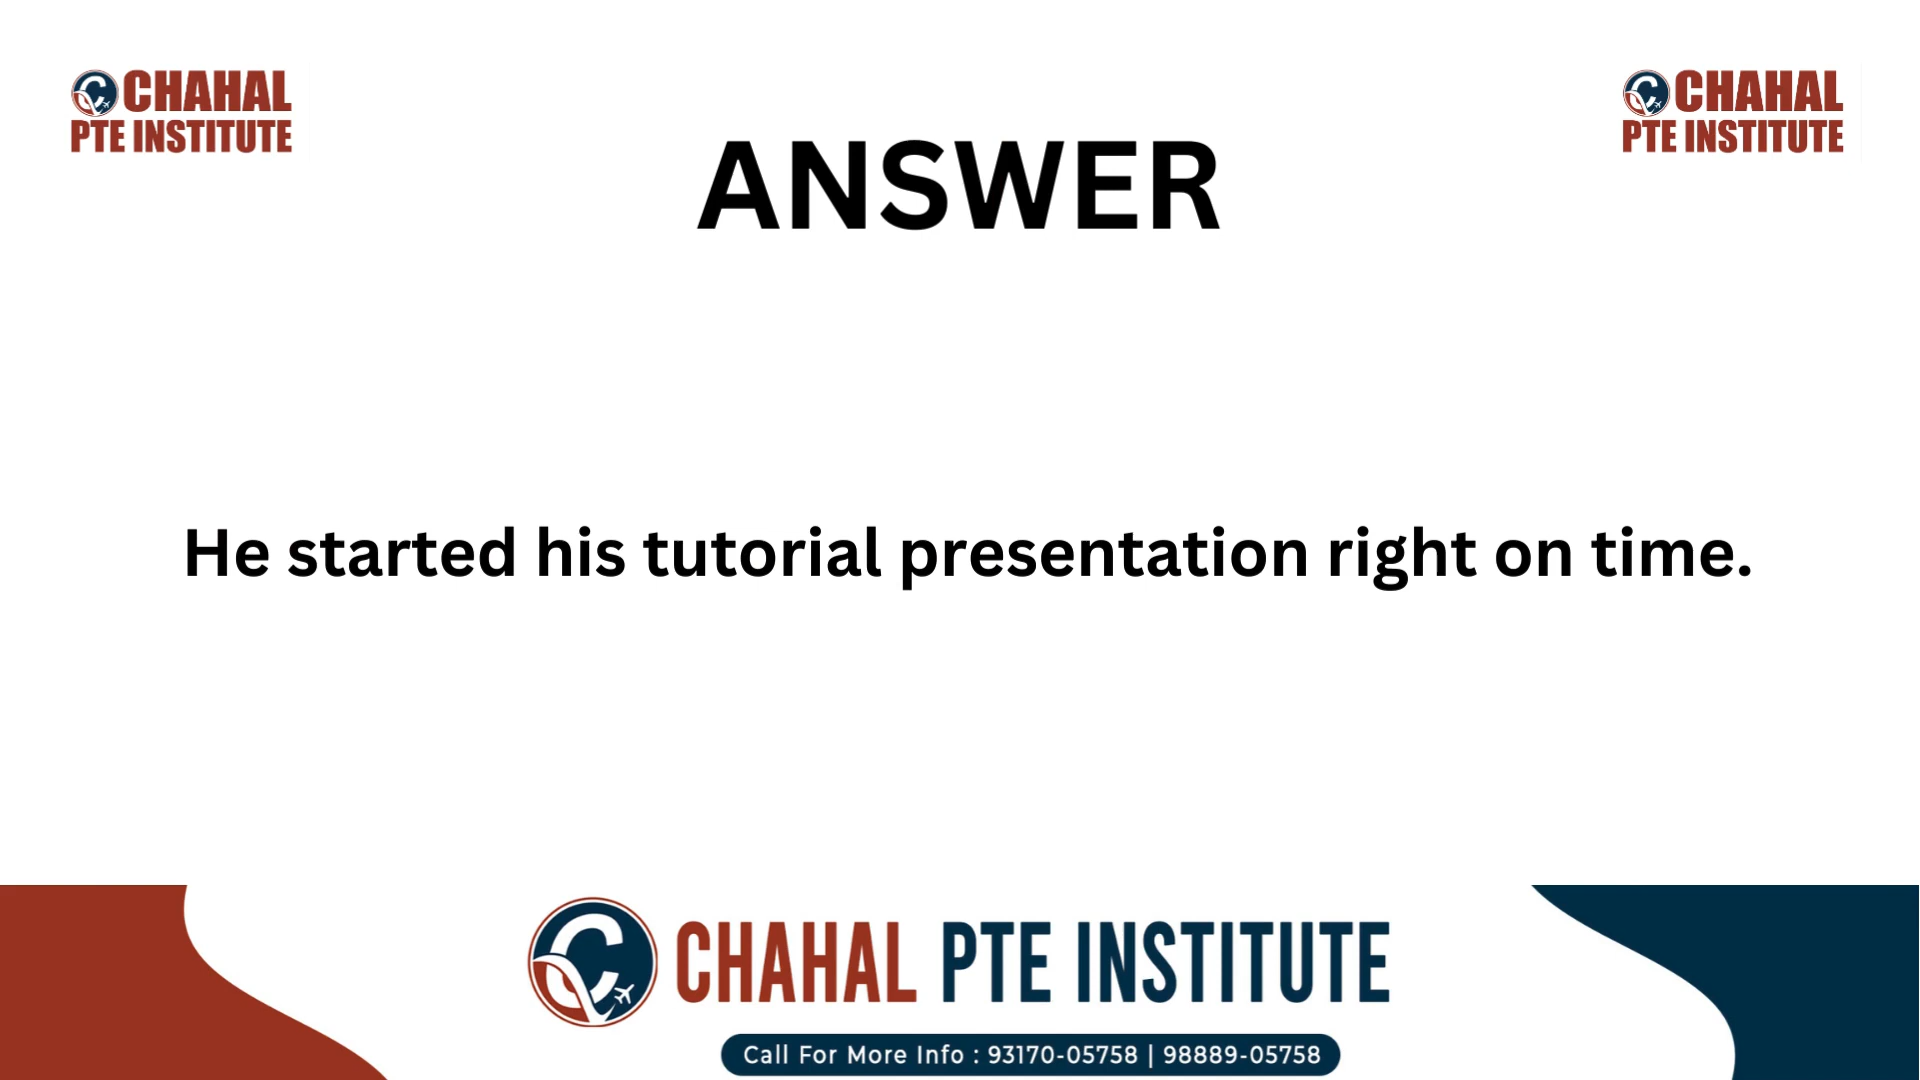 CHAHAL
PTE INSTITUTE
CHAHAL
PTE INSTITUTE
ANSWER
He started his tutorial presentation right on time.
CHAHAL PTE INSTITUTE
Call For More Info : 93170-05758 | 98889-05758